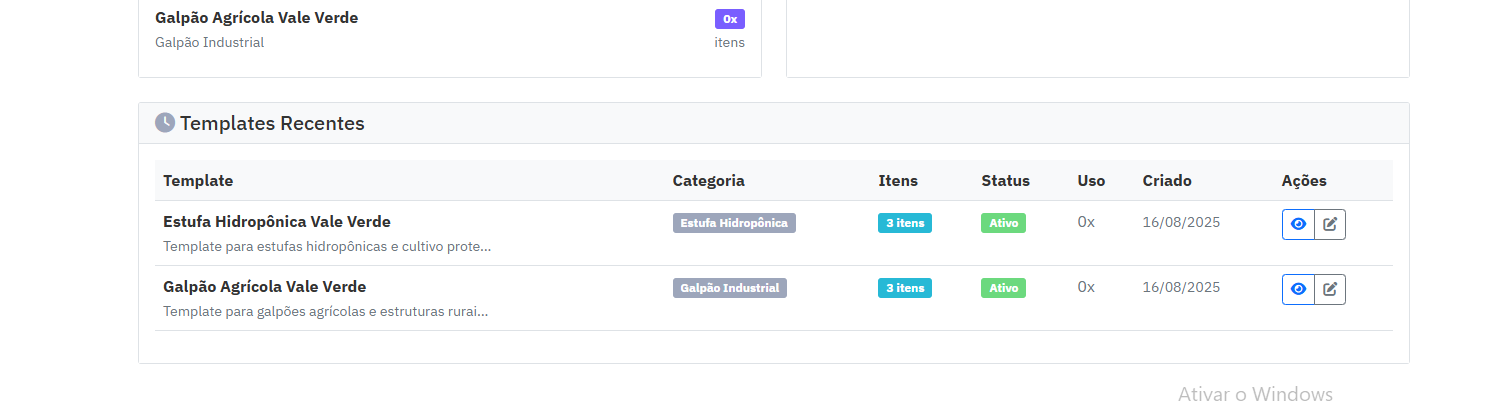 Galpão Agrícola Vale Verde 0x
Galpão Industrial itens
Templates Recentes
Template Categoria Itens Status Uso Criado Ações
Estufa Hidropônica Vale Verde Estufa Hidropônica 3 itens Ativo 0x 16/08/2025
Template para estufas hidropônicas e cultivo prote...
Galpão Agrícola Vale Verde Galpão Industrial 3 itens Ativo 0x 16/08/2025
Template para galpões agrícolas e estruturas rurai...
Ativar o Windows